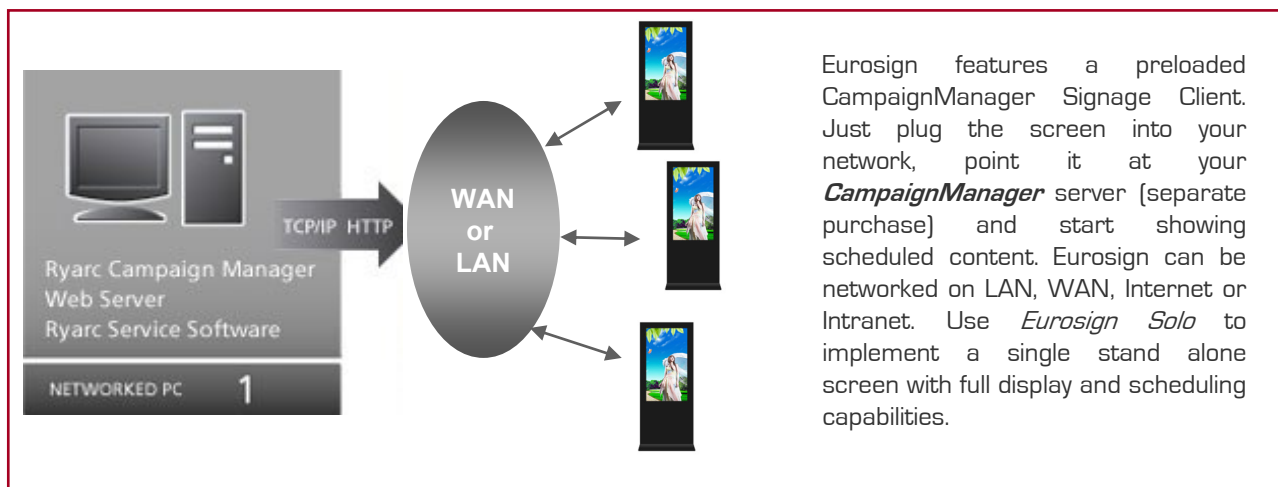 TCP/IP HTTP
Ryarc Campaign Manager
Web Server
Ryarc Service Software
NETWORKED PC 1
WAN
or
LAN
Eurosign features a preloaded
CampaignManager Signage Client.
Just plug the screen into your
network, point it at your
CampaignManager server (separate
purchase) and start showing
scheduled content. Eurosign can be
networked on LAN, WAN, Internet or
Intranet. Use Eurosign Solo to
implement a single stand alone
screen with full display and scheduling
capabilities.